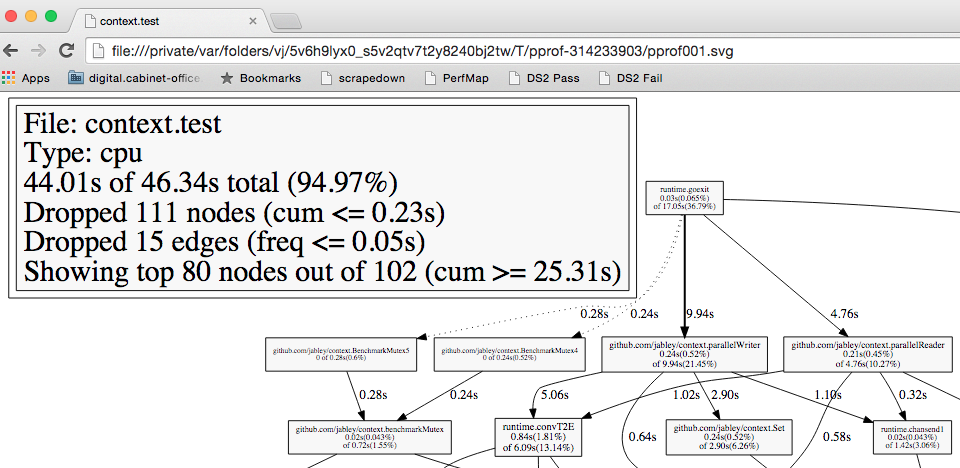 context.test
file:///private/var/folders/vj/5v6h9lyx0_s5v2qtv7t2y8240bj2tw/T/pprof-314233903/pprof001.svg
Apps digital.cabinet-office Bookmarks scrapedown PerfMap DS2 Pass DS2 Fail
File: context.test
Type: cpu
44.01s of 46.34s total (94.97%)
Dropped 111 nodes (cum <= 0.23s)
Dropped 15 edges (freq <= 0.05s)
Showing top 80 nodes out of 102 (cum >= 25.31s)
runtime.goexit
0.03s(0.065%)
of 17.05s(36.79%)
0.28s 0.24s 9.94s 4.76s
github.com/jabley/context.BenchmarkMutex5
0 of 0.28s(0.6%)
github.com/jabley/context.BenchmarkMutex4
0 of 0.24s(0.52%)
github.com/jabley/context.parallelWriter
0.24s(0.52%)
of 9.94s(21.45%)
github.com/jabley/context.parallelReader
0.21s(0.45%)
of 4.76s(10.27%)
0.28s 0.24s 5.06s 1.02s 2.90s 1.10s 0.32s
github.com/jabley/context.benchmarkMutex
0.02s(0.043%)
of 0.72s(1.55%)
runtime.convT2E
0.84s(1.81%)
of 6.09s(13.14%)
0.64s
github.com/jabley/context.Set
0.24s(0.52%)
of 2.90s(6.26%)
0.58s
runtime.chansend1
0.02s(0.043%)
of 1.42s(3.06%)